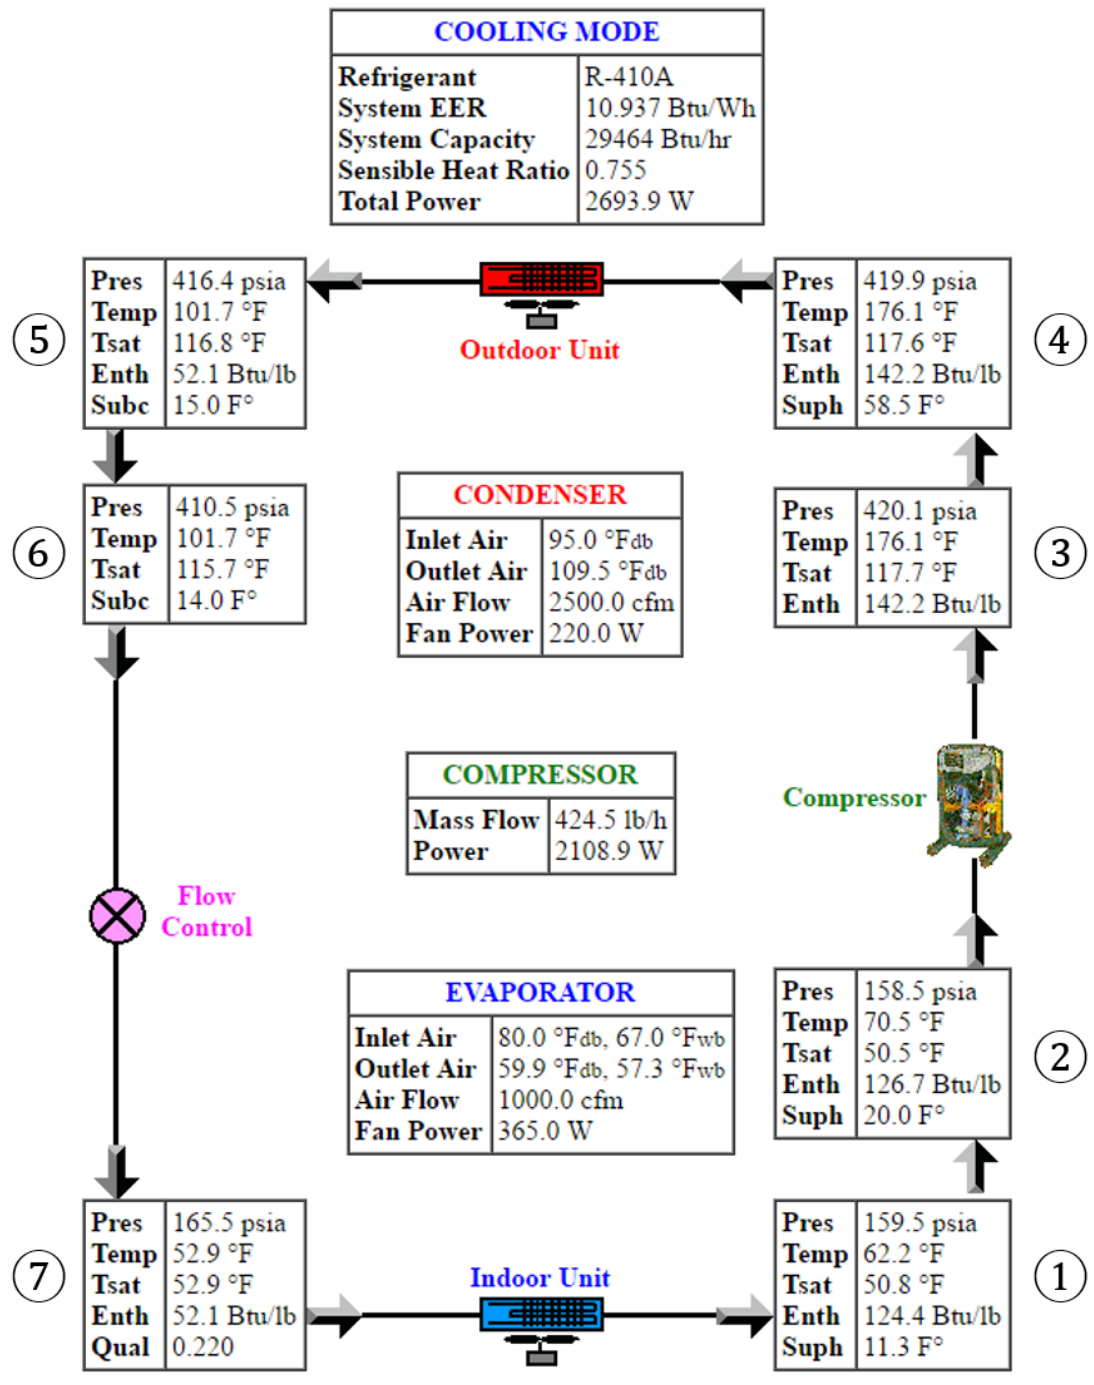 COOLING MODE
Refrigerant R-410A
System EER 10.937 Btu/Wh
System Capacity 29464 Btu/hr
Sensible Heat Ratio 0.755
Total Power 2693.9 W
5
Pres 416.4 psia
Temp 101.7 °F
Tsat 116.8 °F
Enth 52.1 Btu/lb
Subc 15.0 F°
Outdoor Unit
Pres 419.9 psia
Temp 176.1 °F
Tsat 117.6 °F
Enth 142.2 Btu/lb
Suph 58.5 F°
4
6
Pres 410.5 psia
Temp 101.7 °F
Tsat 115.7 °F
Subc 14.0 F°
CONDENSER
Inlet Air 95.0 °Fdb
Outlet Air 109.5 °Fdb
Air Flow 2500.0 cfm
Fan Power 220.0 W
Pres 420.1 psia
Temp 176.1 °F
Tsat 117.7 °F
Enth 142.2 Btu/lb
3
COMPRESSOR
Mass Flow 424.5 lb/h
Power 2108.9 W
Compressor
Flow
Control
EVAPORATOR
Inlet Air 80.0 °Fdb, 67.0 °Fwb
Outlet Air 59.9 °Fdb, 57.3 °Fwb
Air Flow 1000.0 cfm
Fan Power 365.0 W
Pres 158.5 psia
Temp 70.5 °F
Tsat 50.5 °F
Enth 126.7 Btu/lb
Suph 20.0 F°
2
7
Pres 165.5 psia
Temp 52.9 °F
Tsat 52.9 °F
Enth 52.1 Btu/lb
Qual 0.220
Indoor Unit
Pres 159.5 psia
Temp 62.2 °F
Tsat 50.8 °F
Enth 124.4 Btu/lb
Suph 11.3 F°
1